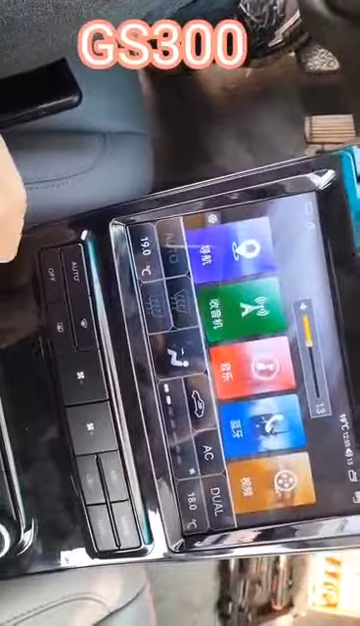 GS300
导航
收音机
音乐
蓝牙
视频
13
19.0 ℃
AUTO
AC
DUAL
18.0 ℃
OFF
AUTO